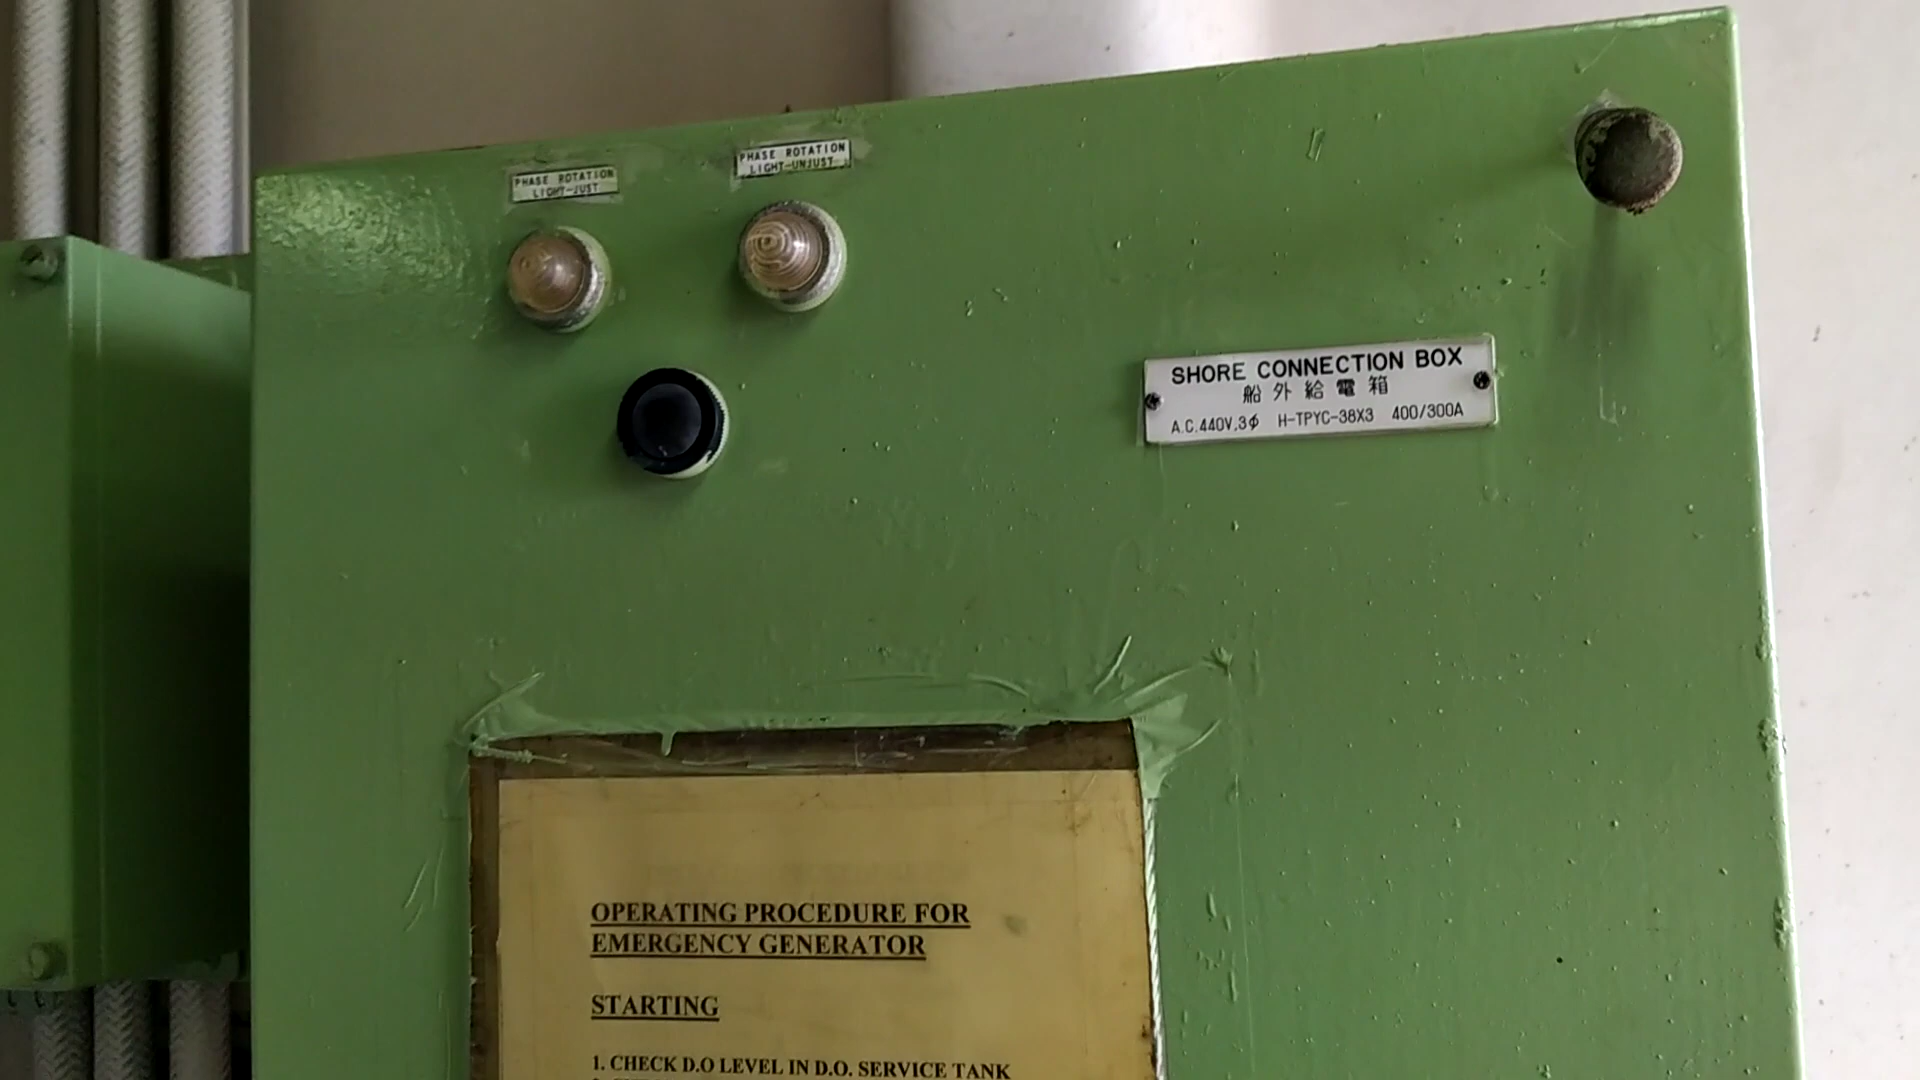 PHASE ROTATION
LIGHT-JUST
PHASE ROTATION
LIGHT-UNJUST
SHORE CONNECTION BOX
船外給電箱
A.C.440V.3φ H-TPYC-38X3 400/300A
OPERATING PROCEDURE FOR
EMERGENCY GENERATOR
STARTING
1. CHECK D.O LEVEL IN D.O. SERVICE TANK